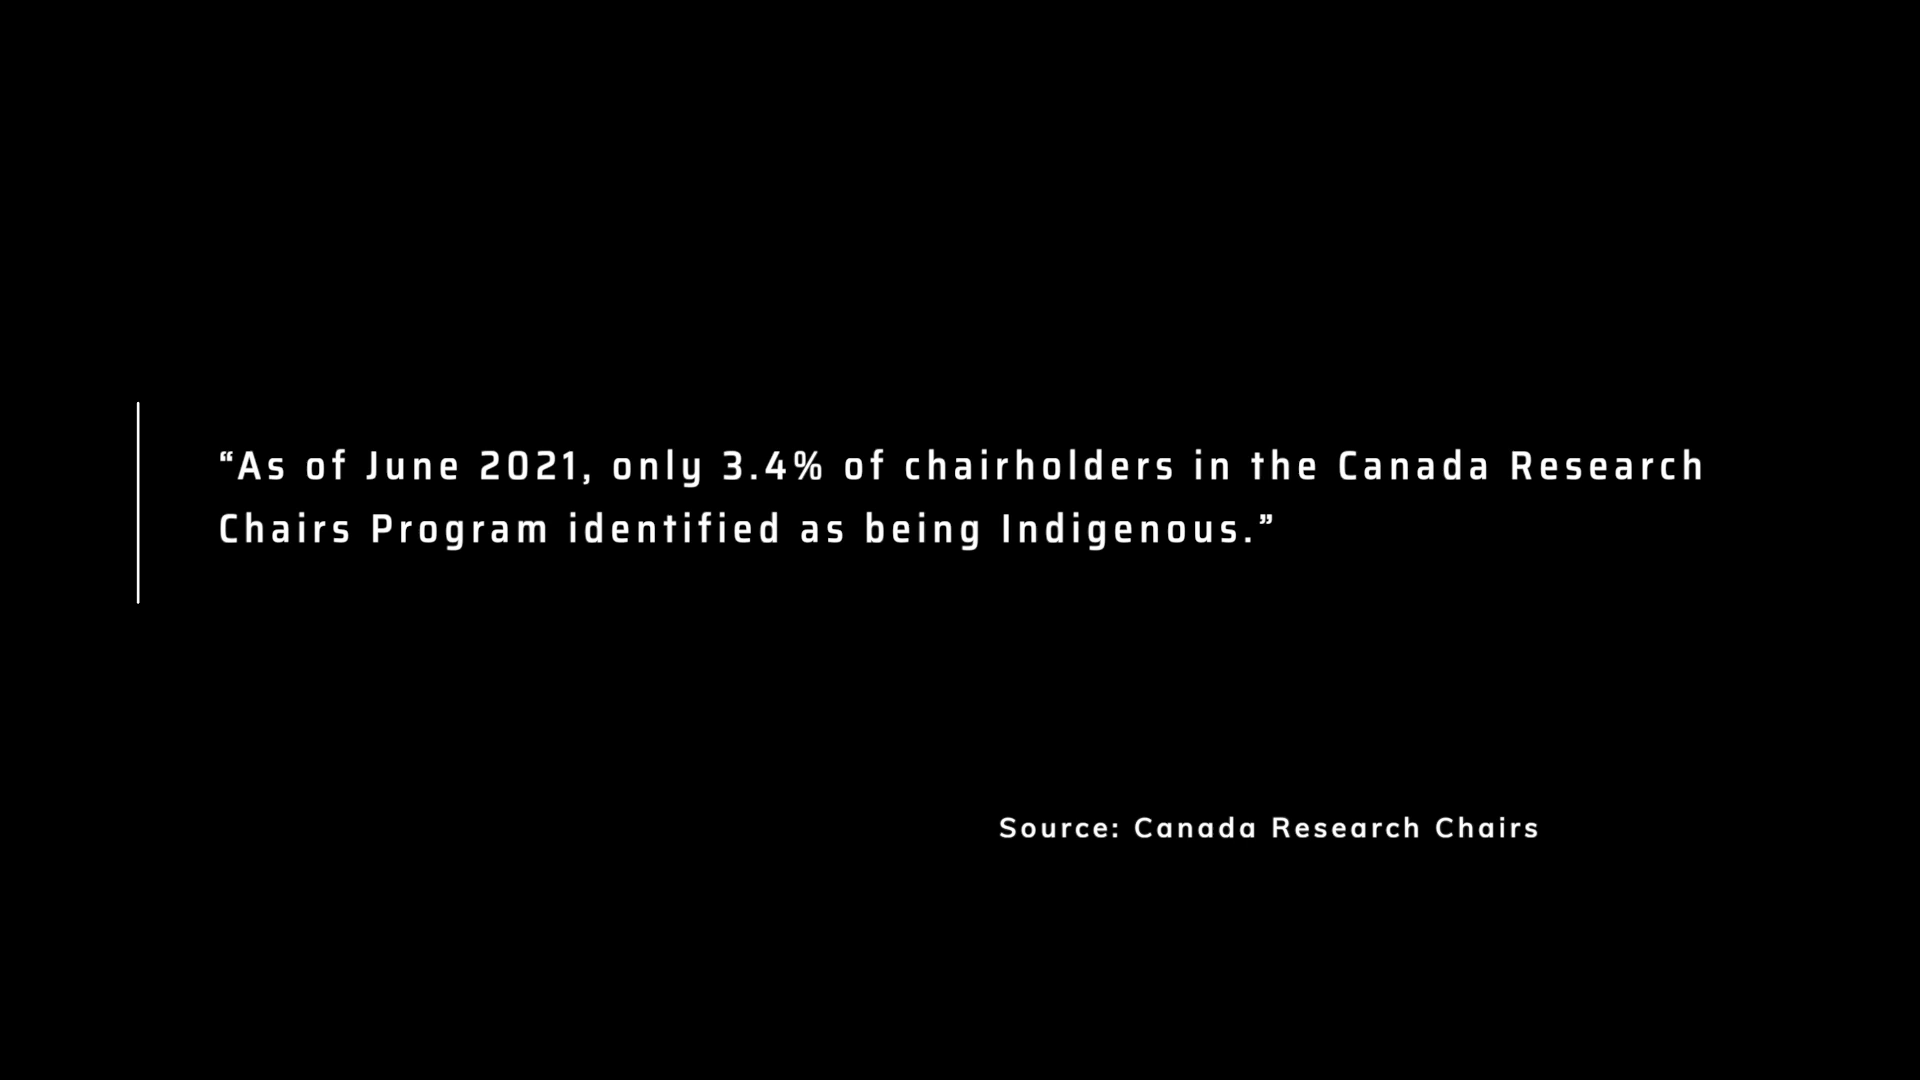 “As of June 2021, only 3.4% of chairholders in the Canada Research
Chairs Program identified as being Indigenous.”
Source: Canada Research Chairs